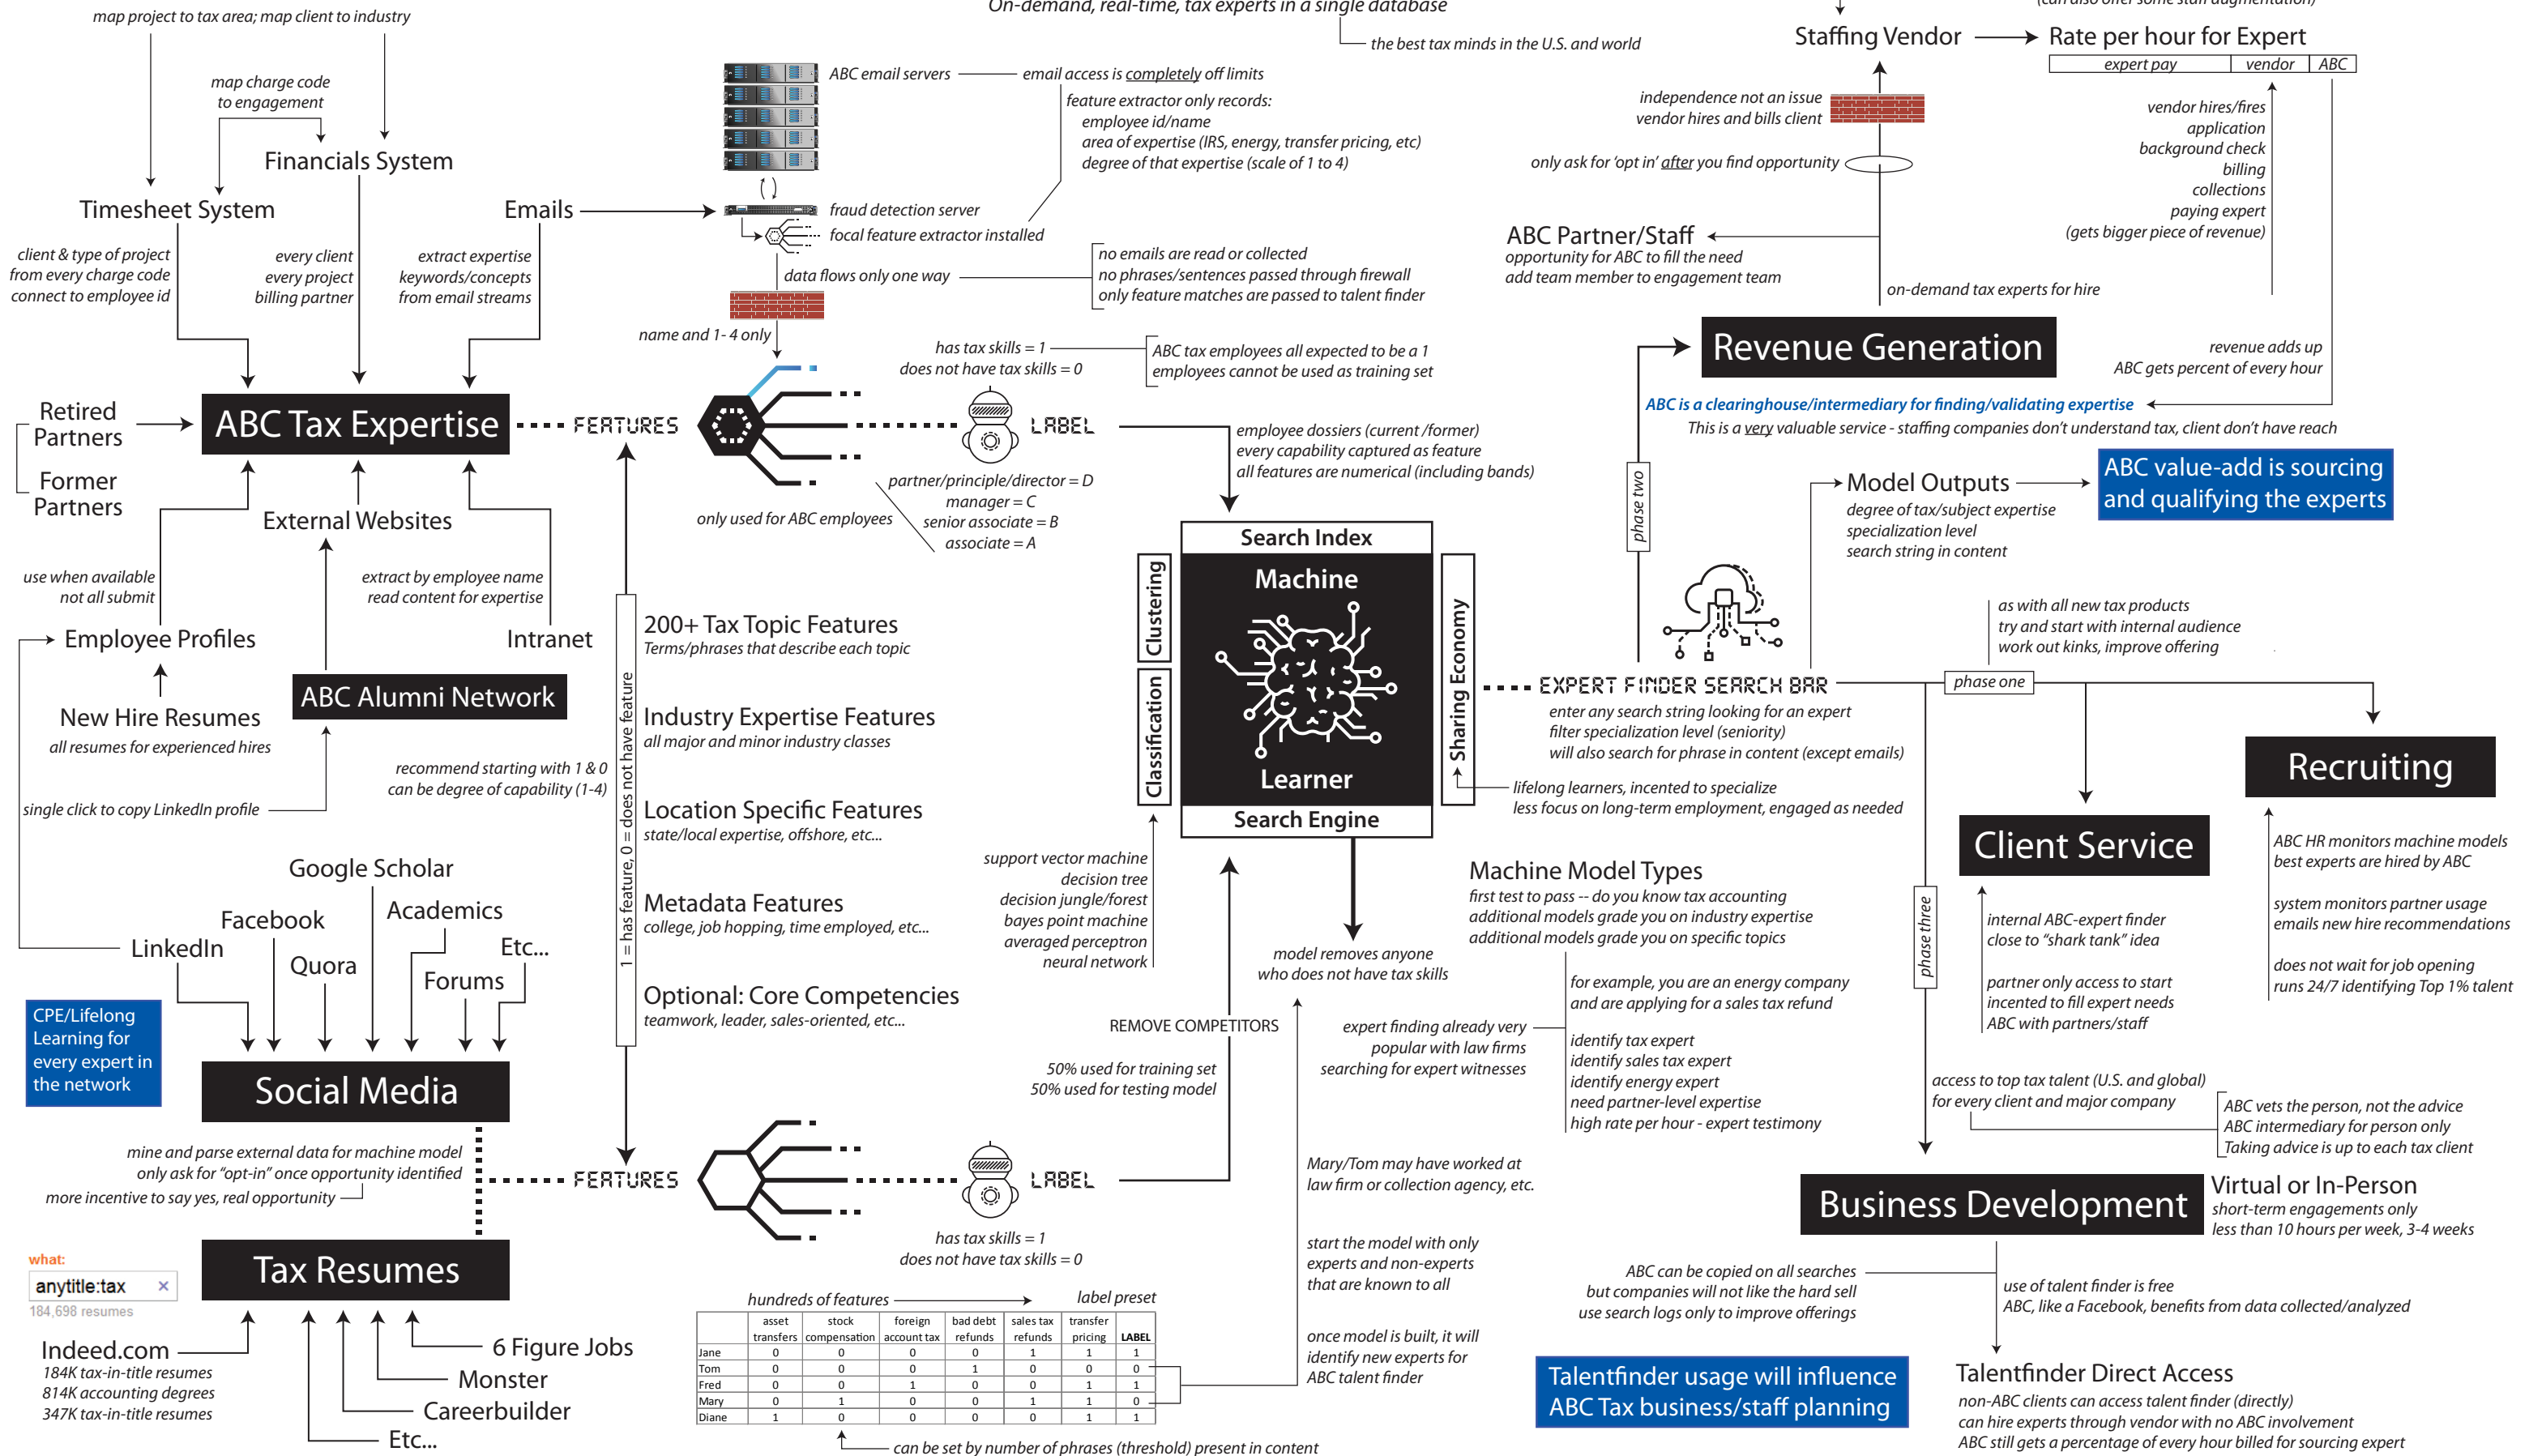 map project to tax area; map client to industry
map charge code
to engagement
Financials System
Timesheet System
Emails
client & type of project
from every charge code
connect to employee id
every client
every project
billing partner
extract expertise
keywords/concepts
from email streams
Retired
Partners
Former
Partners
ABC Tax Expertise
External Websites
use when available
not all submit
extract by employee name
read content for expertise
Employee Profiles
Intranet
ABC Alumni Network
New Hire Resumes
all resumes for experienced hires
single click to copy LinkedIn profile
recommend starting with 1 & 0
can be degree of capability (1-4)
Google Scholar
Facebook
Academics
LinkedIn
Quora
Etc...
Forums
CPE/Lifelong
Learning for
every expert in
the network
Social Media
mine and parse external data for machine model
only ask for "opt-in" once opportunity identified
more incentive to say yes, real opportunity
Tax Resumes
what:
anytitle:tax ×
184,698 resumes
Indeed.com
184K tax-in-title resumes
814K accounting degrees
347K tax-in-title resumes
6 Figure Jobs
Monster
Careerbuilder
Etc...
On-demand, real-time, tax experts in a single database
the best tax minds in the U.S. and world
ABC email servers
email access is completely off limits
feature extractor only records:
employee id/name
area of expertise (IRS, energy, transfer pricing, etc)
degree of that expertise (scale of 1 to 4)
fraud detection server
focal feature extractor installed
data flows only one way
no emails are read or collected
no phrases/sentences passed through firewall
only feature matches are passed to talent finder
name and 1- 4 only
has tax skills = 1
does not have tax skills = 0
ABC tax employees all expected to be a 1
employees cannot be used as training set
FEATURES
LABEL
employee dossiers (current /former)
every capability captured as feature
all features are numerical (including bands)
only used for ABC employees
partner/principle/director = D
manager = C
senior associate = B
associate = A
1 = has feature, 0 = does not have feature
200+ Tax Topic Features
Terms/phrases that describe each topic
Industry Expertise Features
all major and minor industry classes
Location Specific Features
state/local expertise, offshore, etc...
Metadata Features
college, job hopping, time employed, etc...
Optional: Core Competencies
teamwork, leader, sales-oriented, etc...
Search Index
Machine
Learner
Search Engine
Clustering
Classification
Sharing Economy
support vector machine
decision tree
decision jungle/forest
bayes point machine
averaged perceptron
neural network
model removes anyone
who does not have tax skills
REMOVE COMPETITORS
50% used for training set
50% used for testing model
FEATURES
LABEL
has tax skills = 1
does not have tax skills = 0
hundreds of features
label preset
asset transfers stock compensation foreign account tax bad debt refunds sales tax refunds transfer pricing LABEL
Jane 0 0 0 0 1 1 1
Tom 0 0 0 1 0 0 0
Fred 0 0 1 0 0 1 1
Mary 0 1 0 0 1 1 0
Diane 1 0 0 0 0 1 1
can be set by number of phrases (threshold) present in content
Mary/Tom may have worked at
law firm or collection agency, etc.
start the model with only
experts and non-experts
that are known to all
once model is built, it will
identify new experts for
ABC talent finder
EXPERT FINDER SEARCH BAR
enter any search string looking for an expert
filter specialization level (seniority)
will also search for phrase in content (except emails)
lifelong learners, incented to specialize
less focus on long-term employment, engaged as needed
Machine Model Types
first test to pass -- do you know tax accounting
additional models grade you on industry expertise
additional models grade you on specific topics
for example, you are an energy company
and are applying for a sales tax refund
expert finding already very
popular with law firms
searching for expert witnesses
identify tax expert
identify sales tax expert
identify energy expert
need partner-level expertise
high rate per hour - expert testimony
(can also offer some staff augmentation)
Staffing Vendor
Rate per hour for Expert
expert pay vendor ABC
independence not an issue
vendor hires and bills client
only ask for 'opt in' after you find opportunity
vendor hires/fires
application
background check
billing
collections
paying expert
(gets bigger piece of revenue)
ABC Partner/Staff
opportunity for ABC to fill the need
add team member to engagement team
on-demand tax experts for hire
Revenue Generation
revenue adds up
ABC gets percent of every hour
ABC is a clearinghouse/intermediary for finding/validating expertise
This is a very valuable service - staffing companies don't understand tax, client don't have reach
phase two
Model Outputs
degree of tax/subject expertise
specialization level
search string in content
ABC value-add is sourcing
and qualifying the experts
as with all new tax products
try and start with internal audience
work out kinks, improve offering
phase one
Recruiting
Client Service
ABC HR monitors machine models
best experts are hired by ABC
system monitors partner usage
emails new hire recommendations
does not wait for job opening
runs 24/7 identifying Top 1% talent
internal ABC-expert finder
close to "shark tank" idea
partner only access to start
incented to fill expert needs
ABC with partners/staff
phase three
access to top tax talent (U.S. and global)
for every client and major company
ABC vets the person, not the advice
ABC intermediary for person only
Taking advice is up to each tax client
Business Development
Virtual or In-Person
short-term engagements only
less than 10 hours per week, 3-4 weeks
ABC can be copied on all searches
but companies will not like the hard sell
use search logs only to improve offerings
use of talent finder is free
ABC, like a Facebook, benefits from data collected/analyzed
Talentfinder usage will influence
ABC Tax business/staff planning
Talentfinder Direct Access
non-ABC clients can access talent finder (directly)
can hire experts through vendor with no ABC involvement
ABC still gets a percentage of every hour billed for sourcing expert